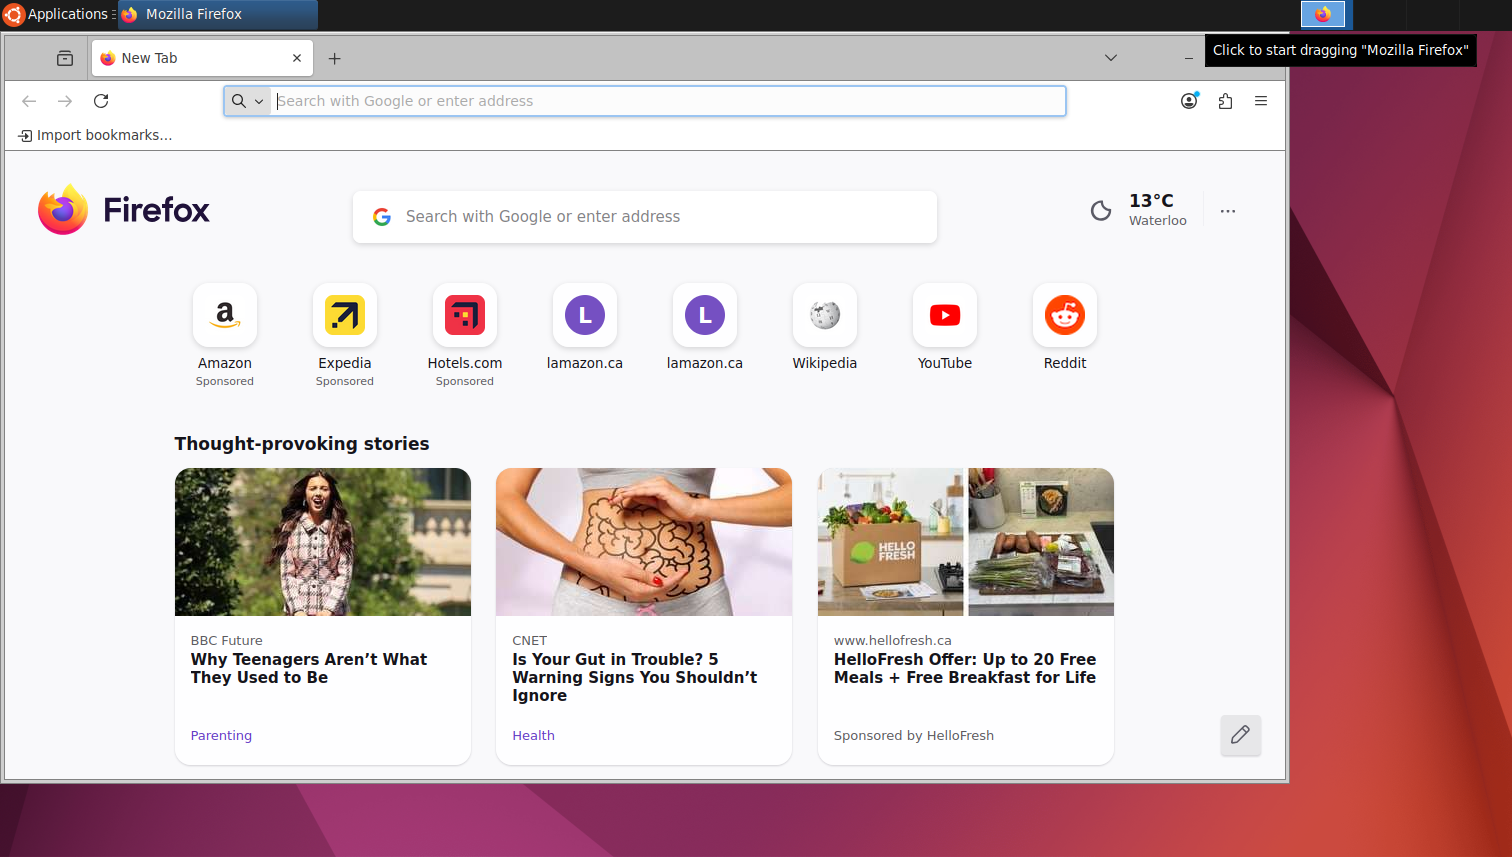 Applications
Mozilla Firefox
Click to start dragging "Mozilla Firefox"
New Tab
Search with Google or enter address
Import bookmarks...
Firefox
Search with Google or enter address
13°C
Waterloo
Amazon
Sponsored
Expedia
Sponsored
Hotels.com
Sponsored
lamazon.ca
lamazon.ca
Wikipedia
YouTube
Reddit
L
L
Thought-provoking stories
HELLO
FRESH
BBC Future
Why Teenagers Aren’t What
They Used to Be
Parenting
CNET
Is Your Gut in Trouble? 5
Warning Signs You Shouldn’t
Ignore
Health
www.hellofresh.ca
HelloFresh Offer: Up to 20 Free
Meals + Free Breakfast for Life
Sponsored by HelloFresh